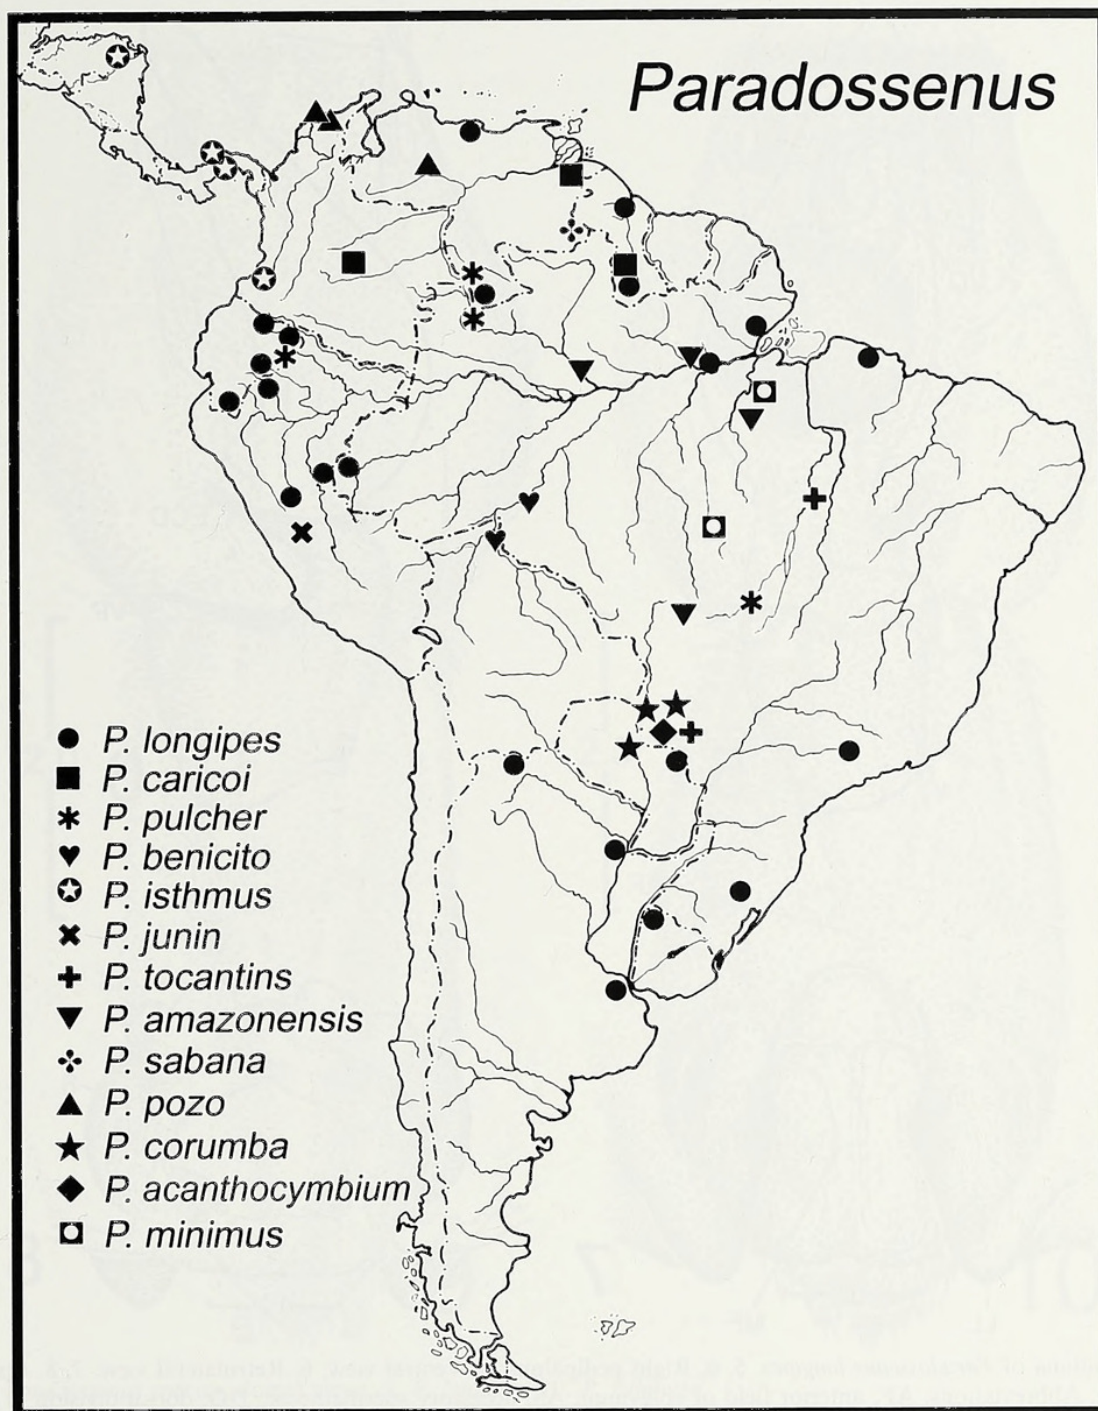 Paradossenus
P. longipes
P. caricoi
P. pulcher
P. benicito
P. isthmus
P. junin
P. tocantins
P. amazonensis
P. sabana
P. pozo
P. corumba
P. acanthocymbium
P. minimus